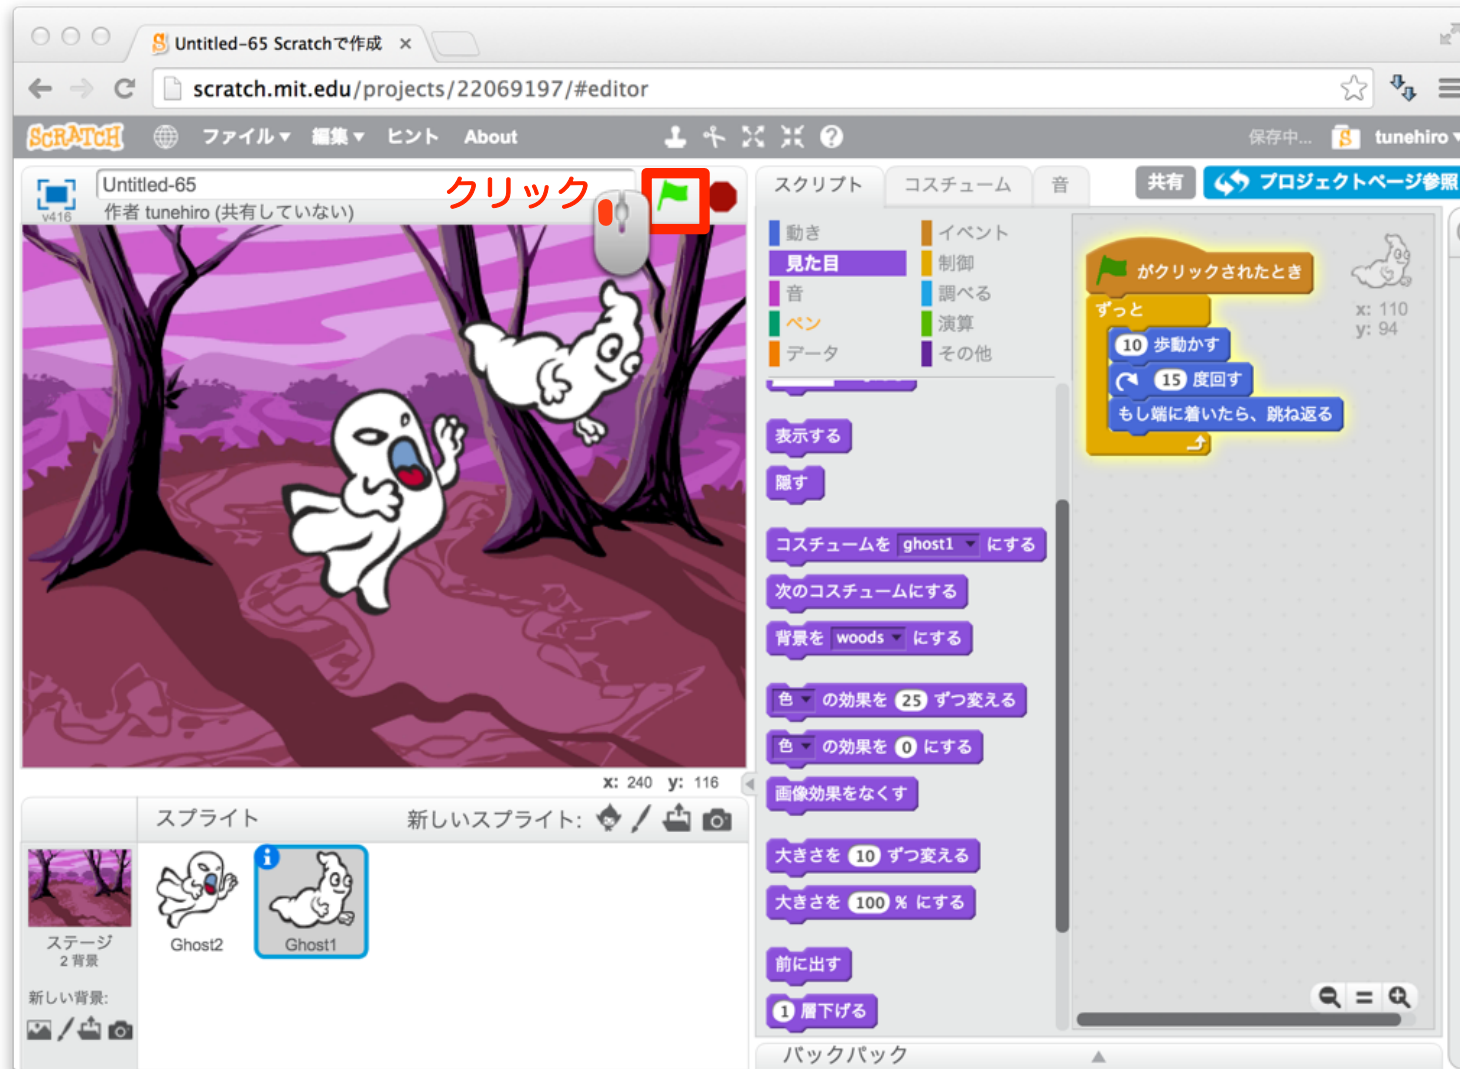 Untitled-65 Scratchで作成
scratch.mit.edu/projects/22069197/#editor
SCRATCH ファイル 編集 ヒント About 保存中... tunehiro
v416
Untitled-65
作者 tunehiro (共有していない)
クリック
スクリプト コスチューム 音 共有 プロジェクトページ参照
動き イベント
見た目 制御
音 調べる
ペン 演算
データ その他
表示する
隠す
コスチュームを ghost1 にする
次のコスチュームにする
背景を woods にする
色 の効果を 25 ずつ変える
色 の効果を 0 にする
画像効果をなくす
大きさを 10 ずつ変える
大きさを 100 % にする
前に出す
1 層下げる
がクリックされたとき
ずっと
10 歩動かす
15 度回す
もし端に着いたら、跳ね返る
x: 110
y: 94
x: 240 y: 116
スプライト 新しいスプライト:
ステージ
2 背景
新しい背景:
Ghost2 Ghost1
バックパック